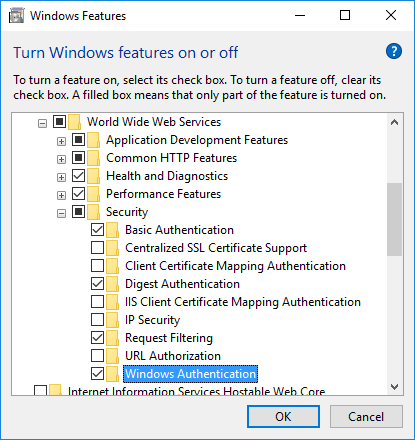 Windows Features
Turn Windows features on or off
To turn a feature on, select its check box. To turn a feature off, clear its
check box. A filled box means that only part of the feature is turned on.
World Wide Web Services
Application Development Features
Common HTTP Features
Health and Diagnostics
Performance Features
Security
Basic Authentication
Centralized SSL Certificate Support
Client Certificate Mapping Authentication
Digest Authentication
IIS Client Certificate Mapping Authentication
IP Security
Request Filtering
URL Authorization
Windows Authentication
Internet Information Services Hostable Web Core
OK
Cancel